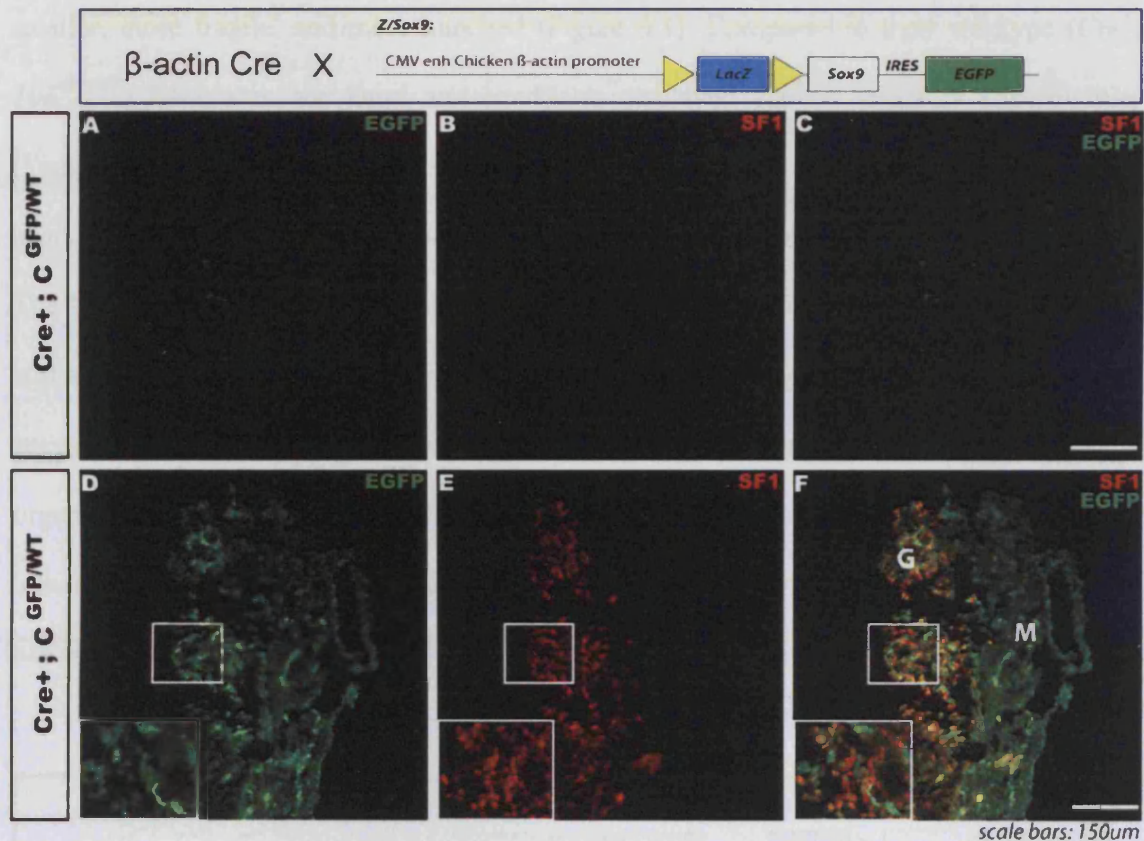 Z/Sox9:
β-actin Cre X CMV enh Chicken ß-actin promoter LacZ Sox9 IRES EGFP
Cre+ ; C GFP/WT
A EGFP
B SF1
C SF1
EGFP
Cre+ ; C GFP/WT
D EGFP
E SF1
F SF1
EGFP
G
M
scale bars: 150um